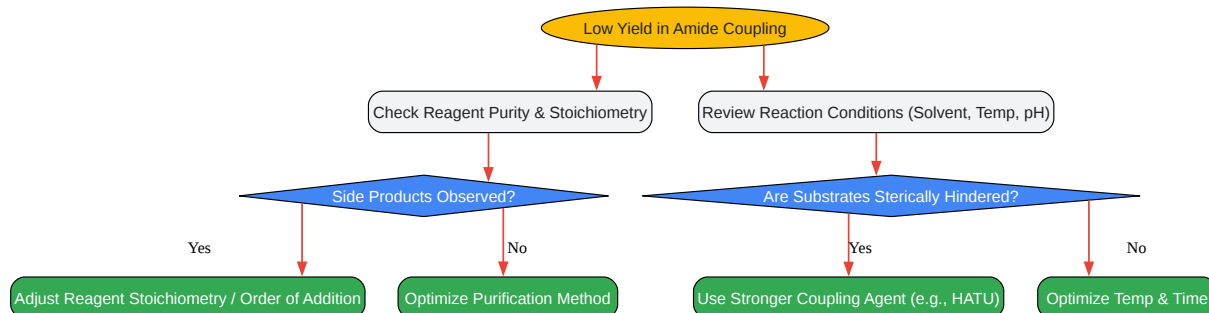 Low Yield in Amide Coupling
Check Reagent Purity & Stoichiometry
Review Reaction Conditions (Solvent, Temp, pH)
Side Products Observed?
Are Substrates Sterically Hindered?
Yes
No
Yes
No
Adjust Reagent Stoichiometry / Order of Addition
Optimize Purification Method
Use Stronger Coupling Agent (e.g., HATU)
Optimize Temp & Time